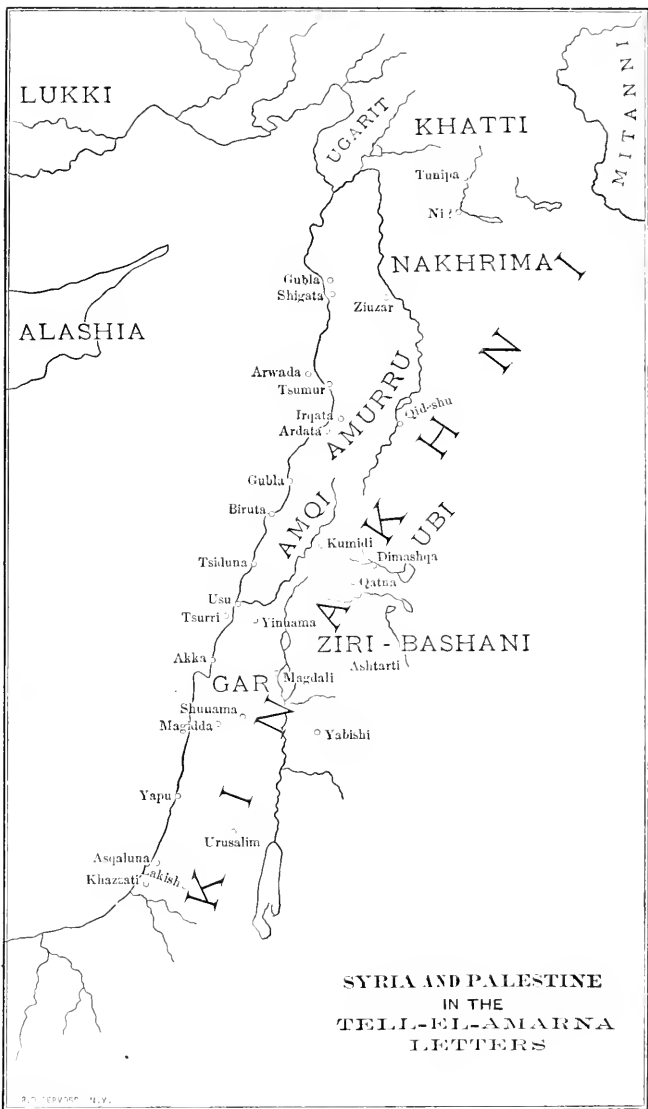 LUKKI
MITANNI
UGARIT
KHATTI
Tunipa
Ni ?
NAKHRIMA
Gubla
Shigata
Ziuzar
ALASHIA
Arwada
Tsumur
AMURRU
Irqata
Qid-shu
Ardata
Gubla
AMQI
Biruta
UBI
Kumidi
Tsiduna
Dimashqa
Qatna
Usu
Tsurri
Yinuama
ZIRI - BASHANI
Akka
Ashtarti
GAR
Magdali
Shunama
Magidda
Yabishi
Yapu
Urusalim
Asqaluna
Lakish
Khazzati
KINAKHNI
SYRIA AND PALESTINE
IN THE
TELL-EL-AMARNA
LETTERS